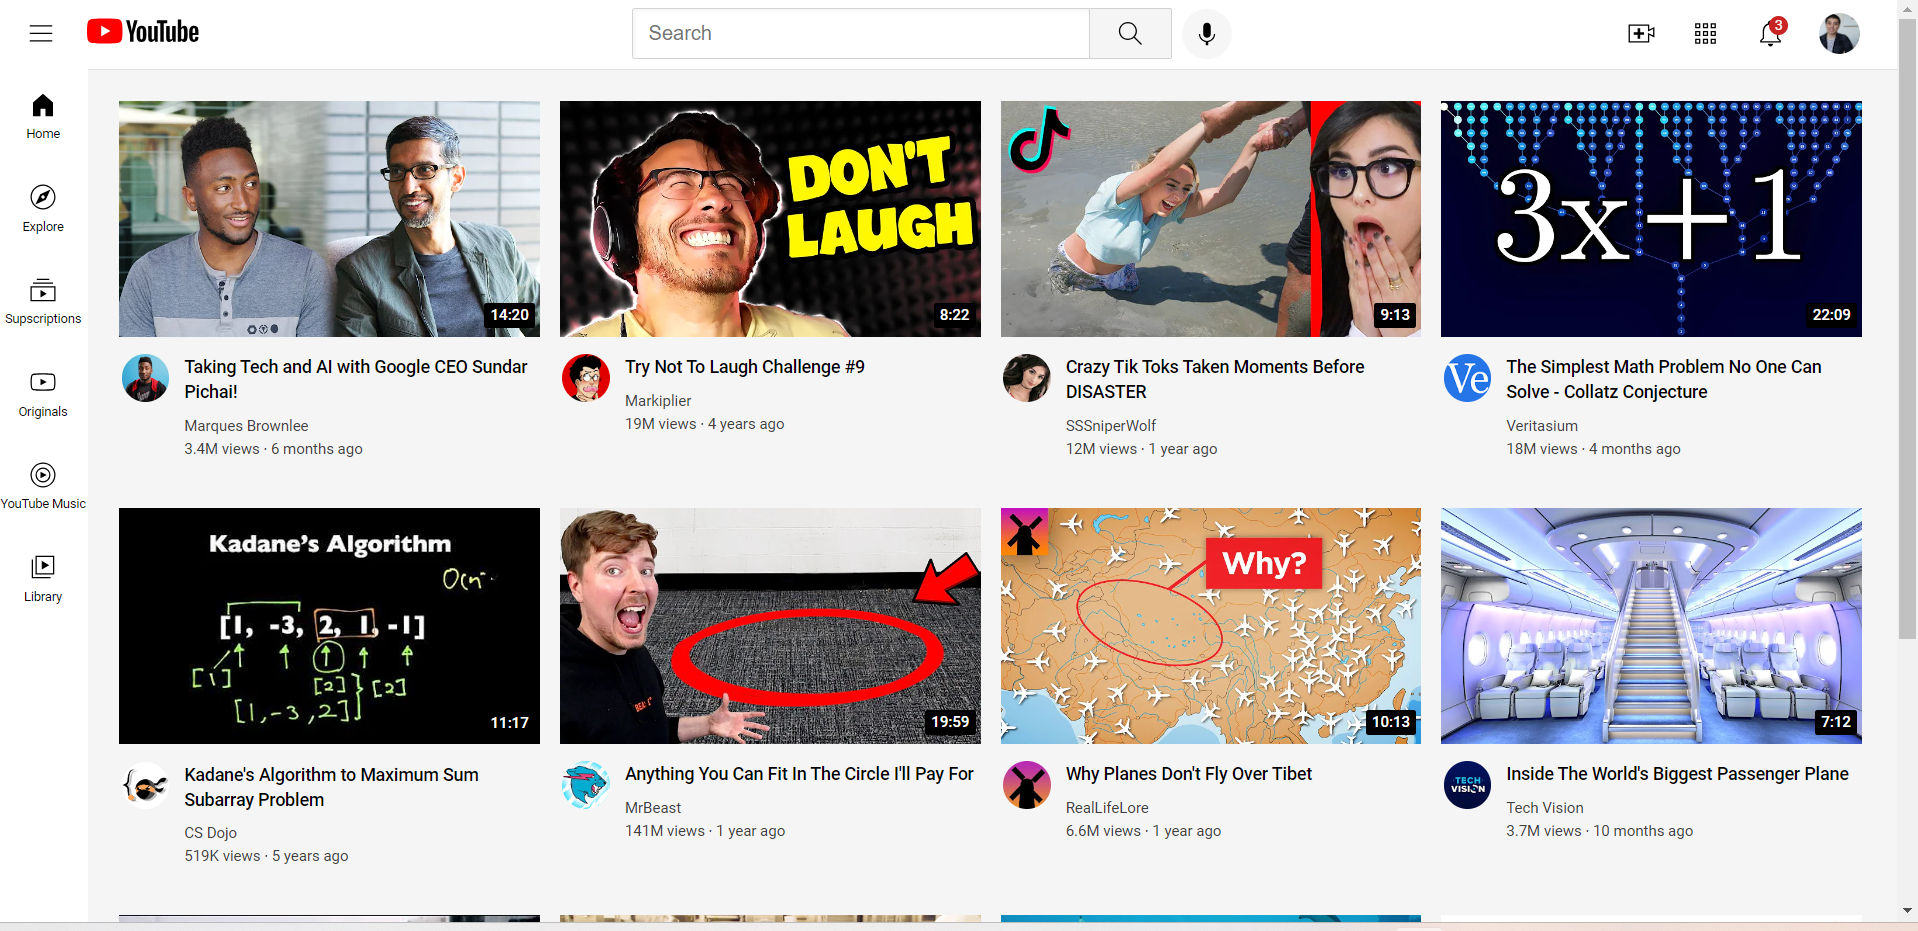 YouTube
Search
3
Home
Explore
Supscriptions
Originals
YouTube Music
Library
DON'T
LAUGH
3x+1
14:20
8:22
9:13
22:09
Taking Tech and AI with Google CEO Sundar
Pichai!
Marques Brownlee
3.4M views · 6 months ago
Try Not To Laugh Challenge #9
Markiplier
19M views · 4 years ago
Crazy Tik Toks Taken Moments Before
DISASTER
SSSniperWolf
12M views · 1 year ago
Ve
The Simplest Math Problem No One Can
Solve - Collatz Conjecture
Veritasium
18M views · 4 months ago
Kadane's Algorithm
[1, -3, 2, 1, -1]
[1]
[2]
[2]
[1,-3,2]
11:17
19:59
Why?
10:13
7:12
Kadane's Algorithm to Maximum Sum
Subarray Problem
CS Dojo
519K views · 5 years ago
Anything You Can Fit In The Circle I'll Pay For
MrBeast
141M views · 1 year ago
Why Planes Don't Fly Over Tibet
RealLifeLore
6.6M views · 1 year ago
TECH
VISION
Inside The World's Biggest Passenger Plane
Tech Vision
3.7M views · 10 months ago